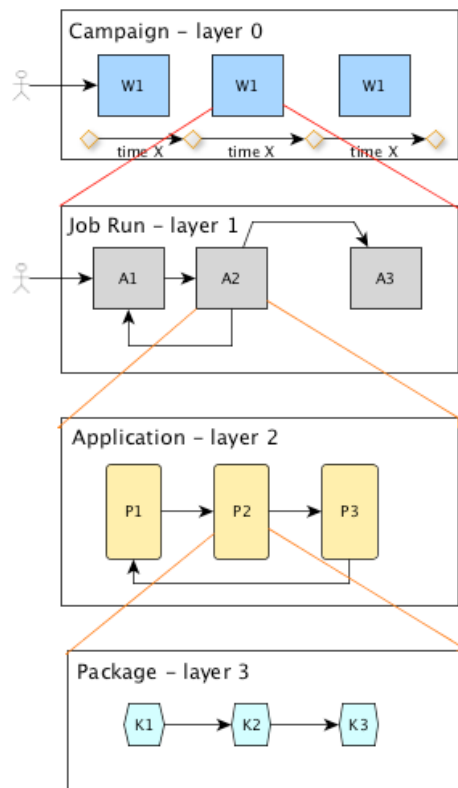 Campaign - layer 0
W1 W1 W1
time X time X time X
Job Run - layer 1
A1 A2 A3
Application - layer 2
P1 P2 P3
Package - layer 3
K1 K2 K3